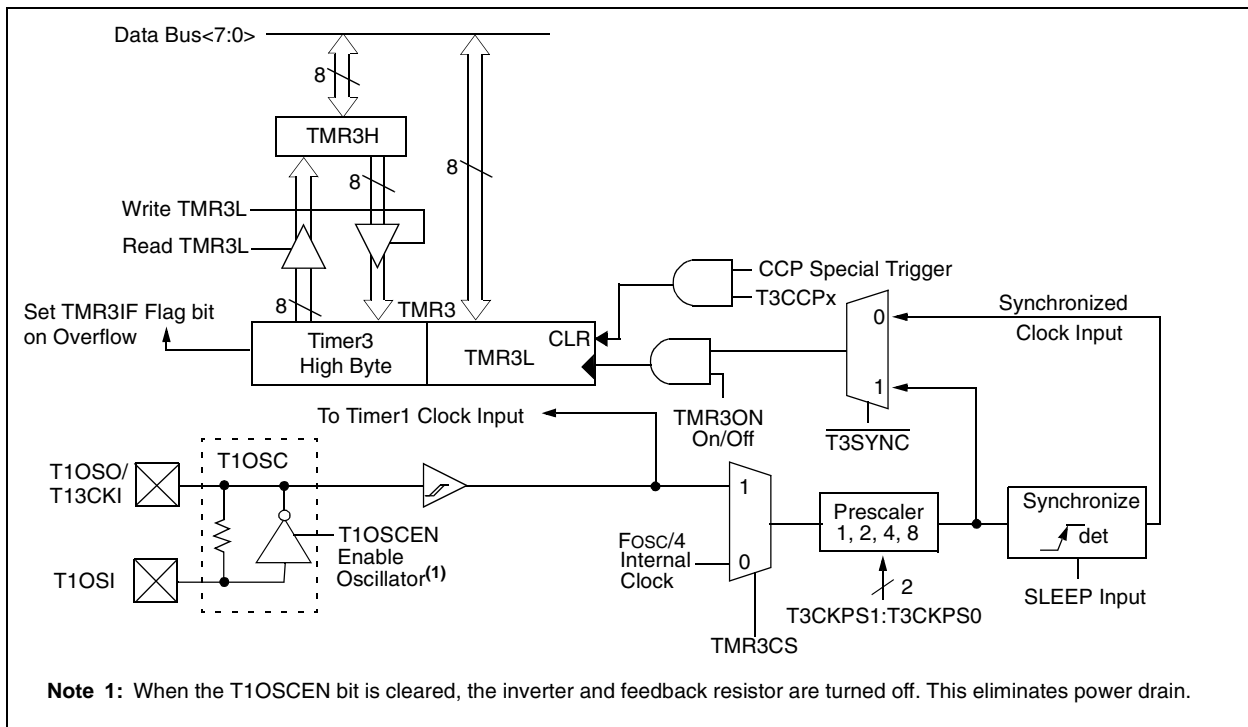 Data Bus<7:0>
8
TMR3H
8
8
Write TMR3L
Read TMR3L
CCP Special Trigger
T3CCPx
8
TMR3
Set TMR3IF Flag bit
on Overflow
Timer3
High Byte
TMR3L
CLR
0
1
Synchronized
Clock Input
To Timer1 Clock Input
TMR3ON
On/Off
T3SYNC
T1OSC
T1OSO/
T13CKI
T1OSCEN
Enable
Oscillator(1)
T1OSI
FOSC/4
Internal
Clock
1
0
Prescaler
1, 2, 4, 8
Synchronize
det
2
SLEEP Input
T3CKPS1:T3CKPS0
TMR3CS
Note 1: When the T1OSCEN bit is cleared, the inverter and feedback resistor are turned off. This eliminates power drain.